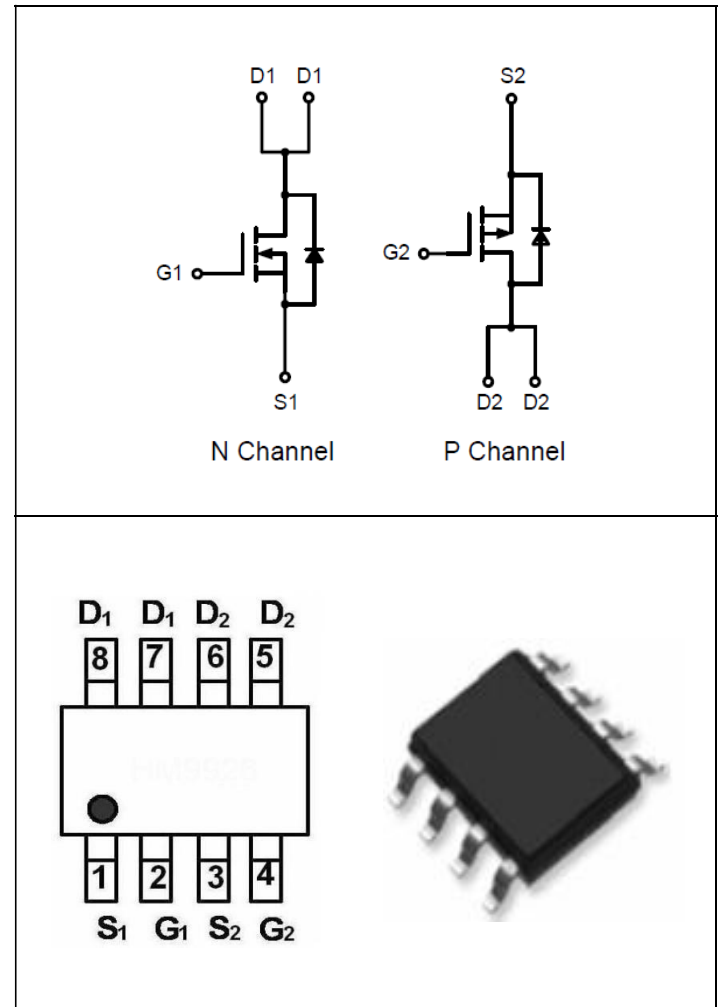 D1 D1 S2
G1 G2
S1 D2 D2
N Channel P Channel
D1 D1 D2 D2
8 7 6 5
1 2 3 4
S1 G1 S2 G2